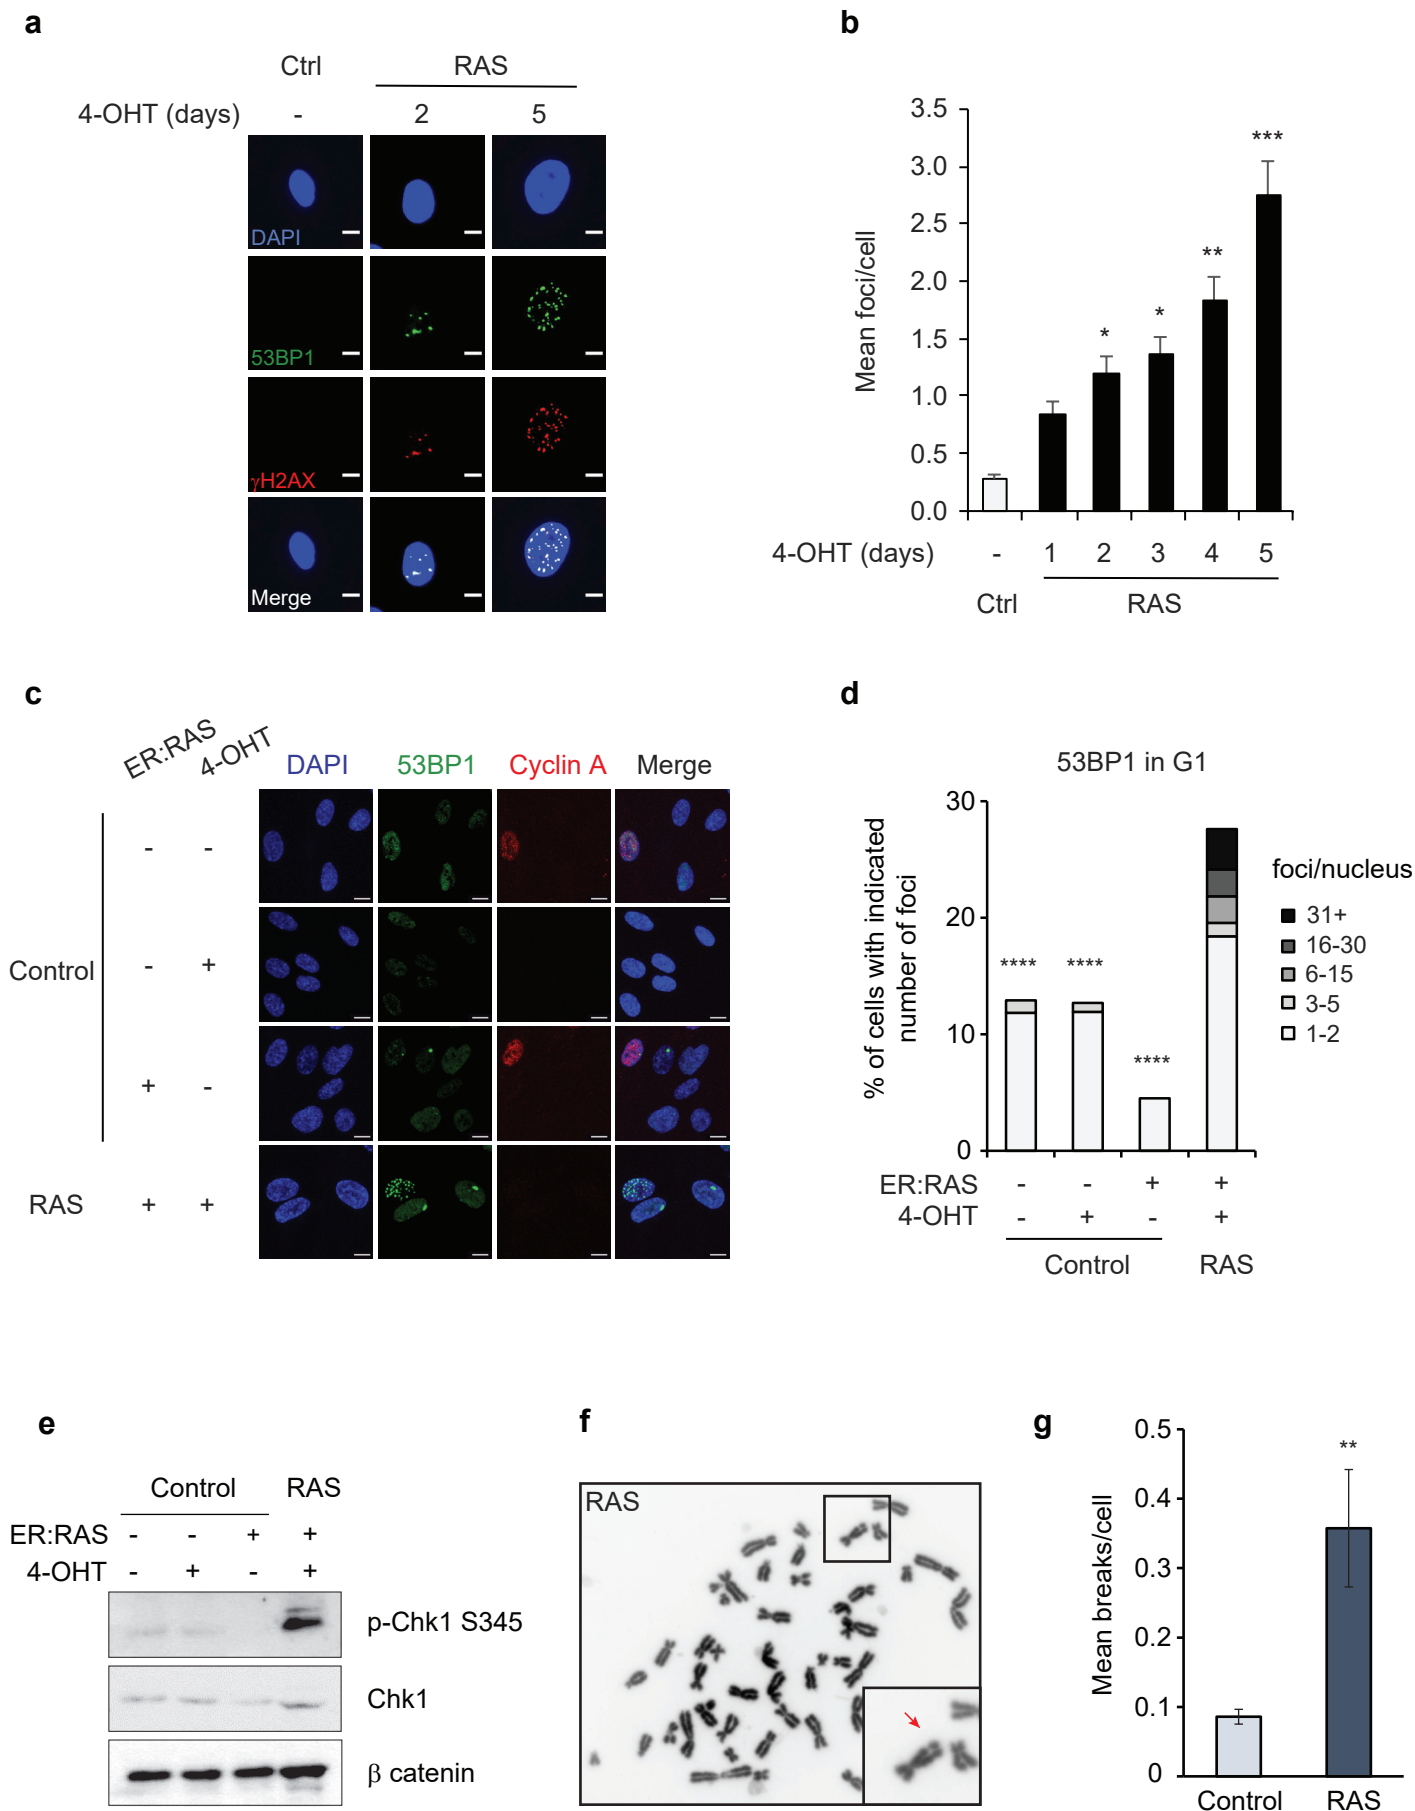 a
Ctrl RAS
4-OHT (days) - 2 5
DAPI
53BP1
γH2AX
Merge
b
Mean foci/cell
3.5
3.0
2.5
2.0
1.5
1.0
0.5
0.0
* * ** ***
4-OHT (days) - 1 2 3 4 5
Ctrl RAS
c
ER:RAS 4-OHT DAPI 53BP1 Cyclin A Merge
- -
Control - +
+ -
RAS + +
d
53BP1 in G1
% of cells with indicated
number of foci
30
20
10
0
**** **** ****
foci/nucleus
31+
16-30
6-15
3-5
1-2
ER:RAS - - + +
4-OHT - + - +
Control RAS
e
Control RAS
ER:RAS - - + +
4-OHT - + - +
p-Chk1 S345
Chk1
β catenin
f
RAS
g
Mean breaks/cell
0.5
0.4
0.3
0.2
0.1
0
**
Control RAS